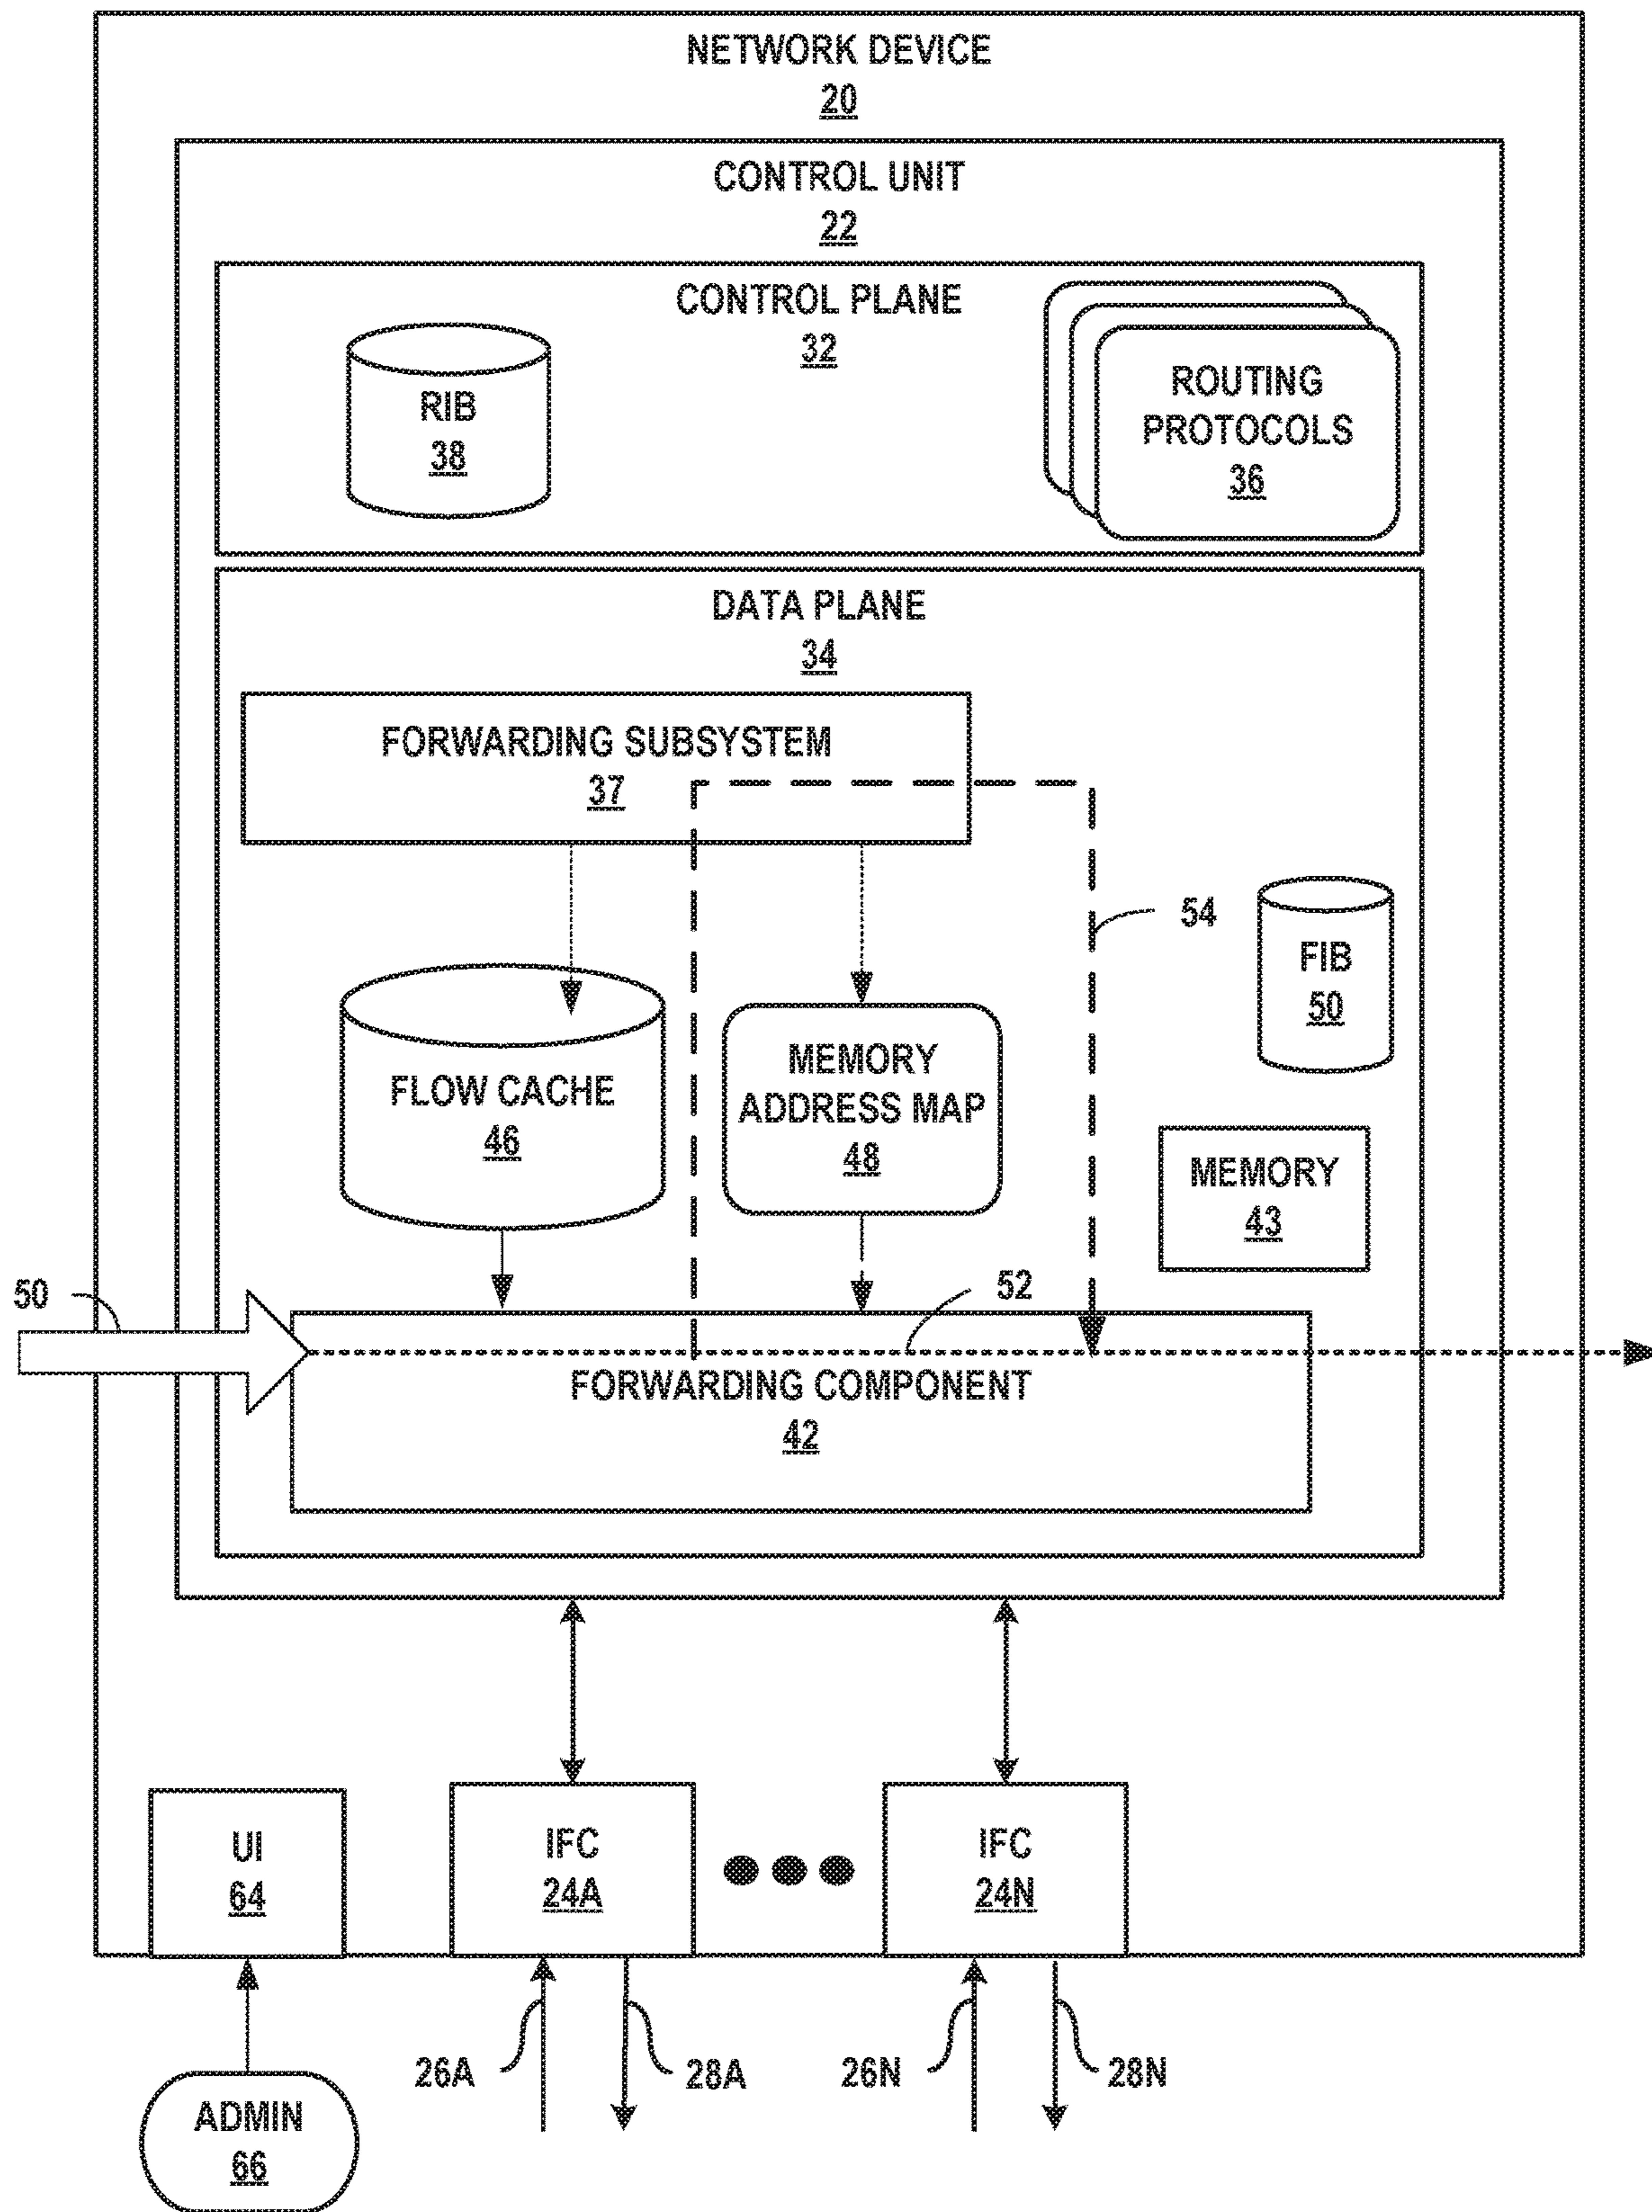 NETWORK DEVICE
20
CONTROL UNIT
22
CONTROL PLANE
32
RIB
38
ROUTING
PROTOCOLS
36
DATA PLANE
34
FORWARDING SUBSYSTEM
37
54
FIB
50
FLOW CACHE
46
MEMORY
ADDRESS MAP
48
MEMORY
43
50
52
FORWARDING COMPONENT
42
UI
64
IFC
24A
IFC
24N
26A
28A
26N
28N
ADMIN
66